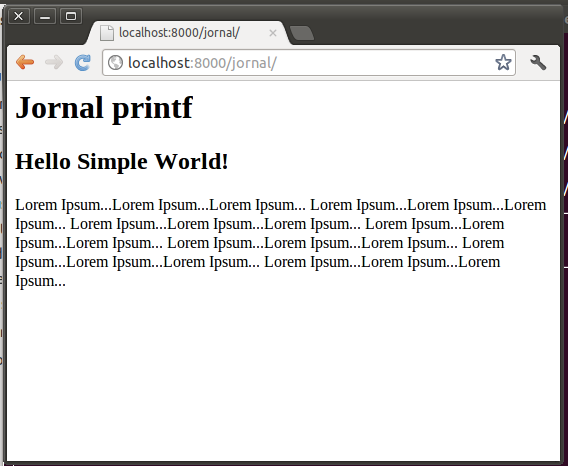 localhost:8000/jornal/
localhost:8000/jornal/
Jornal printf
Hello Simple World!
Lorem Ipsum...Lorem Ipsum...Lorem Ipsum... Lorem Ipsum...Lorem Ipsum...Lorem
Ipsum... Lorem Ipsum...Lorem Ipsum...Lorem Ipsum... Lorem Ipsum...Lorem
Ipsum...Lorem Ipsum... Lorem Ipsum...Lorem Ipsum...Lorem Ipsum... Lorem
Ipsum...Lorem Ipsum...Lorem Ipsum... Lorem Ipsum...Lorem Ipsum...Lorem
Ipsum...